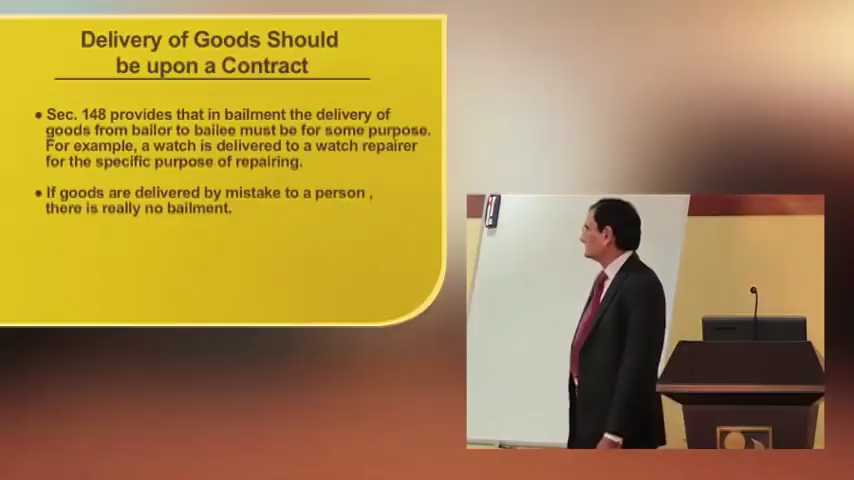 Delivery of Goods Should
be upon a Contract
• Sec. 148 provides that in bailment the delivery of
goods from bailor to bailee must be for some purpose.
For example, a watch is delivered to a watch repairer
for the specific purpose of repairing.
• If goods are delivered by mistake to a person ,
there is really no bailment.